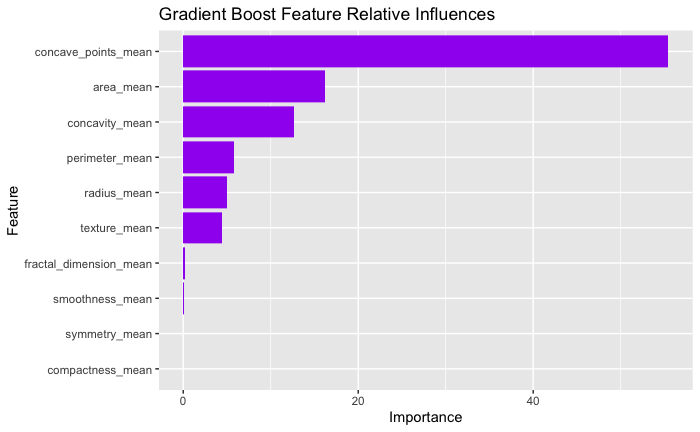 Gradient Boost Feature Relative Influences
Feature
concave_points_mean
area_mean
concavity_mean
perimeter_mean
radius_mean
texture_mean
fractal_dimension_mean
smoothness_mean
symmetry_mean
compactness_mean
0 20 40
Importance